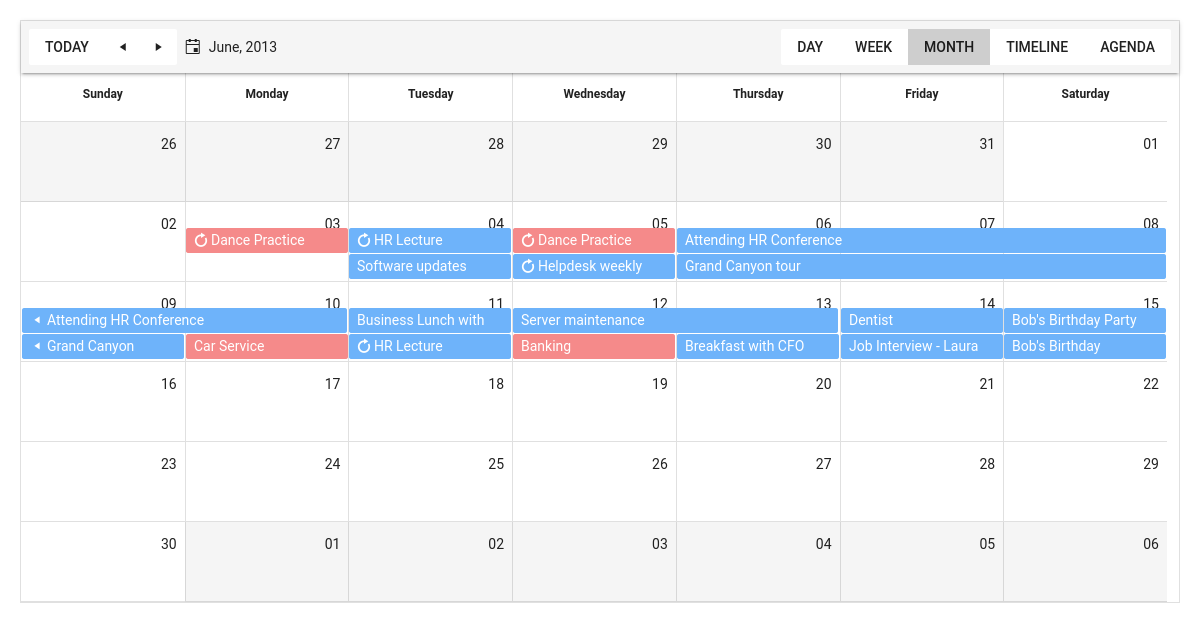 TODAY ◄ ► June, 2013 DAY WEEK MONTH TIMELINE AGENDA
Sunday Monday Tuesday Wednesday Thursday Friday Saturday
26 27 28 29 30 31 01
02 03 04 05 06 07 08
Dance Practice HR Lecture Dance Practice Attending HR Conference
Software updates Helpdesk weekly Grand Canyon tour
09 10 11 12 13 14 15
◄ Attending HR Conference Business Lunch with Server maintenance Dentist Bob's Birthday Party
◄ Grand Canyon Car Service HR Lecture Banking Breakfast with CFO Job Interview - Laura Bob's Birthday
16 17 18 19 20 21 22
23 24 25 26 27 28 29
30 01 02 03 04 05 06